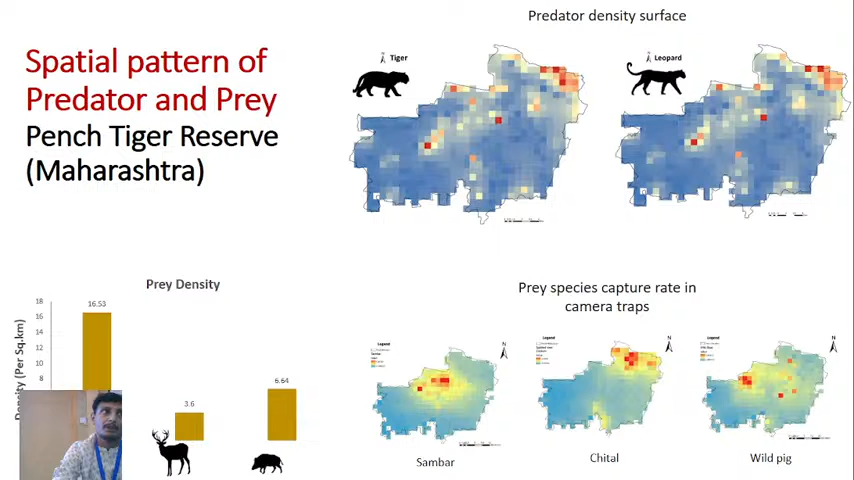 Predator density surface
Spatial pattern of
Predator and Prey
Pench Tiger Reserve
(Maharashtra)
Tiger
Leopard
Prey Density
Density (Per Sq.km)
18
16
14
12
10
8
16.53
3.6
6.64
Prey species capture rate in
camera traps
Legend
N
Legend
N
Legend
N
Sambar
Chital
Wild pig